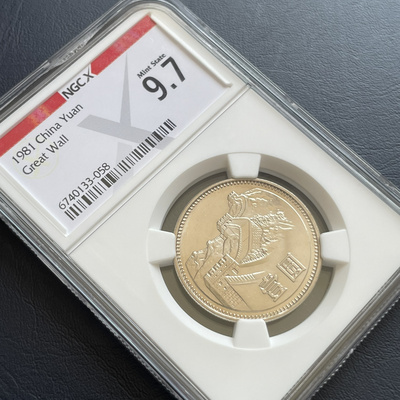 NGCX
Mint State
9.7
1981 China Yuan
Great Wall
6740133-058
壹圆